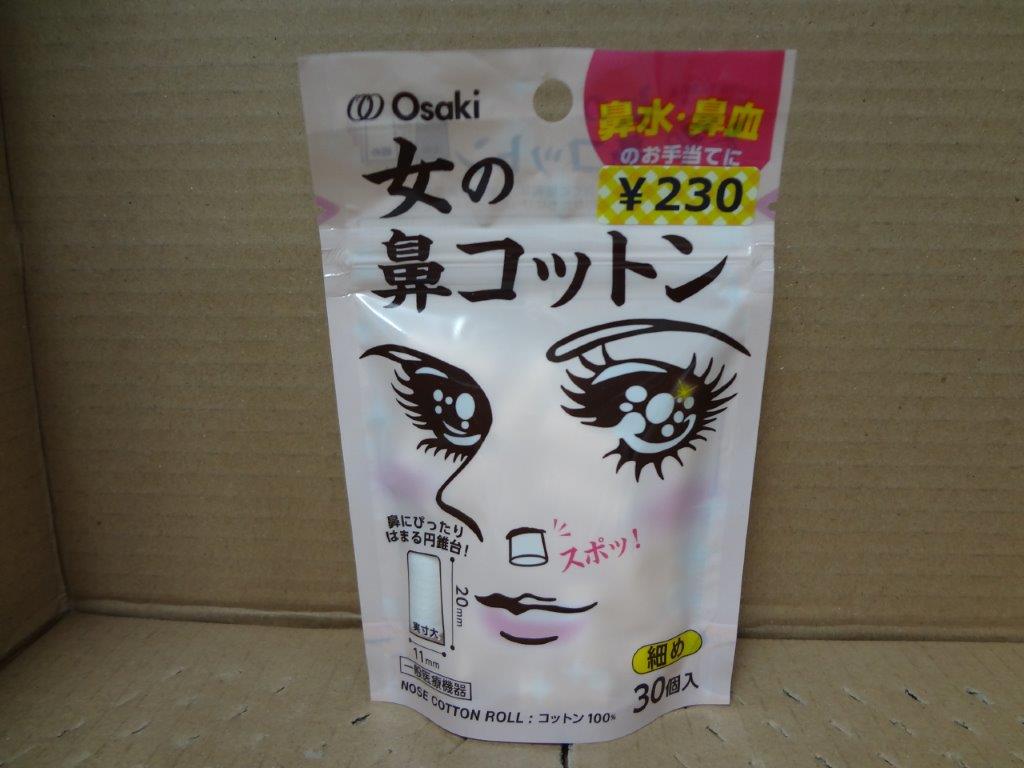 Osaki
鼻水・鼻血
のお手当てに
¥230
女の
鼻コットン
鼻にぴったり
はまる円錐台!
スポッ!
20mm
実寸大
11mm
一般医療機器
細め
30個入
NOSE COTTON ROLL : コットン 100%